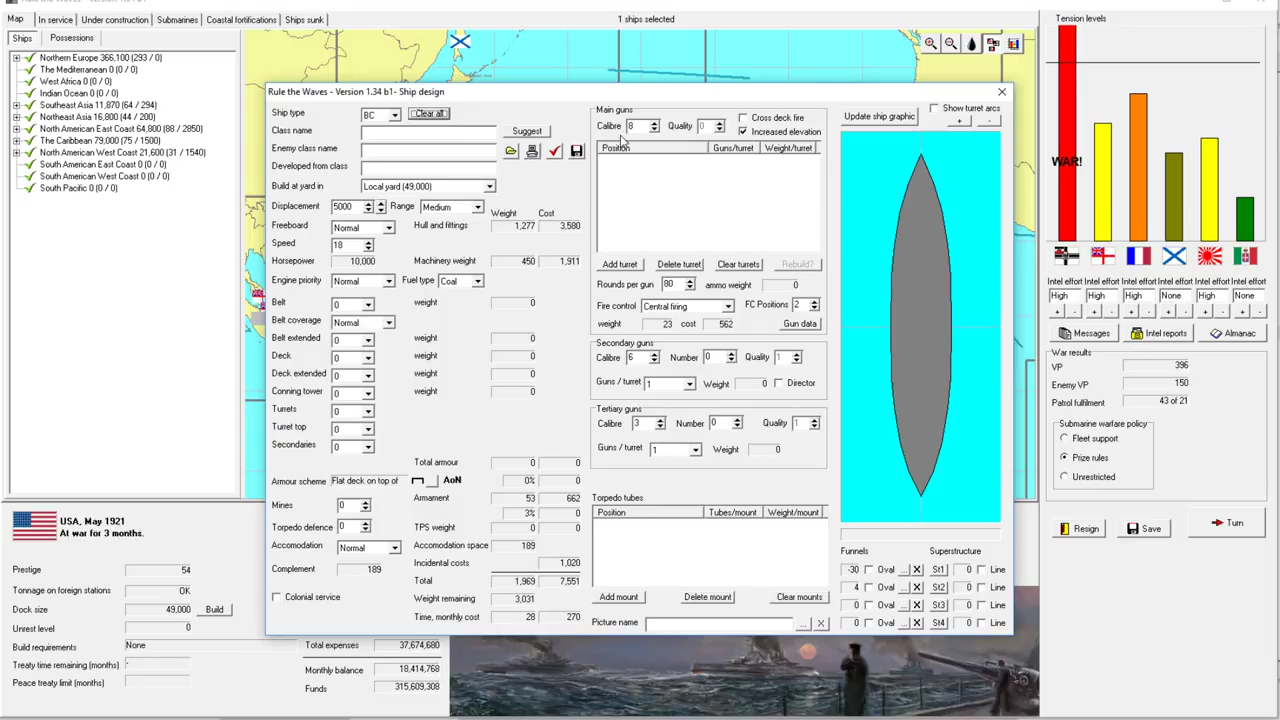 Rule the Waves - Version 1.34 b1
Map In service Under construction Submarines Coastal fortifications Ships sunk
1 ships selected
Tension levels
Ships Possessions
Northern Europe 366,100 (293 / 0)
The Mediterranean 0 (0 / 0)
West Africa 0 (0 / 0)
Indian Ocean 0 (0 / 0)
Southeast Asia 11,870 (64 / 294)
Northeast Asia 16,800 (44 / 0)
North American East Coast 64,800 (88 / 2850)
The Caribbean 79,000 (75 / 1500)
North American West Coast 21,600 (31 / 1540)
South American East Coast 0 (0 / 0)
South American West Coast 0 (0 / 0)
South Pacific 0 (0 / 0)
Rule the Waves - Version 1.34 b1- Ship design
Ship type BC Clear all
Class name Suggest
Enemy class name
Developed from class
Build at yard in Local yard (49,000)
Displacement 5000 Range Medium Weight Cost
Freeboard Normal Hull and fittings 1,277 3,580
Speed 18
Horsepower 10,000 Machinery weight 450 1,911
Engine priority Normal Fuel type Coal
Belt 0 weight 0
Belt coverage Normal
Belt extended 0 weight 0
Deck 0 weight 0
Deck extended 0 weight 0
Conning tower 0 weight 0
Turrets 0
Turret top 0
Secondaries 0
Total armour 0 0
Armour scheme Flat deck on top of AoN 0% 0
Mines 0 Armament 53 662
3% 0
Torpedo defence 0 TPS weight 0 0
Accomodation Normal Accomodation space 189
Complement 189 Incidental costs 1,020
Total 1,969 7,551
Colonial service Weight remaining 3,031
Time, monthly cost 28 270
Main guns
Calibre 8 Quality 0 Cross deck fire
Increased elevation
Position Guns/turret Weight/turret
Add turret Delete turret Clear turrets Rebuild?
Rounds per gun 80 ammo weight 0
Fire control Central firing FC Positions 2
weight 23 cost 562 Gun data
Secondary guns
Calibre 6 Number 0 Quality 1
Guns / turret 1 Weight 0 Director
Tertiary guns
Calibre 3 Number 0 Quality 1
Guns / turret 1 Weight 0
Torpedo tubes
Position Tubes/mount Weight/mount
Add mount Delete mount Clear mounts
Picture name ... X
Update ship graphic Show turret arcs
+ -
Funnels Superstructure
-30 Oval ... X St1 0 Line
4 Oval ... X St2 0 Line
0 Oval ... X St3 0 Line
0 Oval ... X St4 0 Line
WAR!
Intel effort Intel effort Intel effort Intel effort Intel effort Intel effort
High High High None High None
+ - + - + - + - + - + -
Messages Intel reports Almanac
War results
VP 396
Enemy VP 150
Patrol fulfilment 43 of 21
Submarine warfare policy
Fleet support
Prize rules
Unrestricted
Resign Save Turn
USA, May 1921
At war for 3 months.
Prestige 54
Tonnage on foreign stations OK
Dock size 49,000 Build
Unrest level 0
Build requirements None
Treaty time remaining (months) -
Peace treaty limit (months)
Total expenses 37,674,680
Monthly balance 18,414,768
Funds 315,609,308